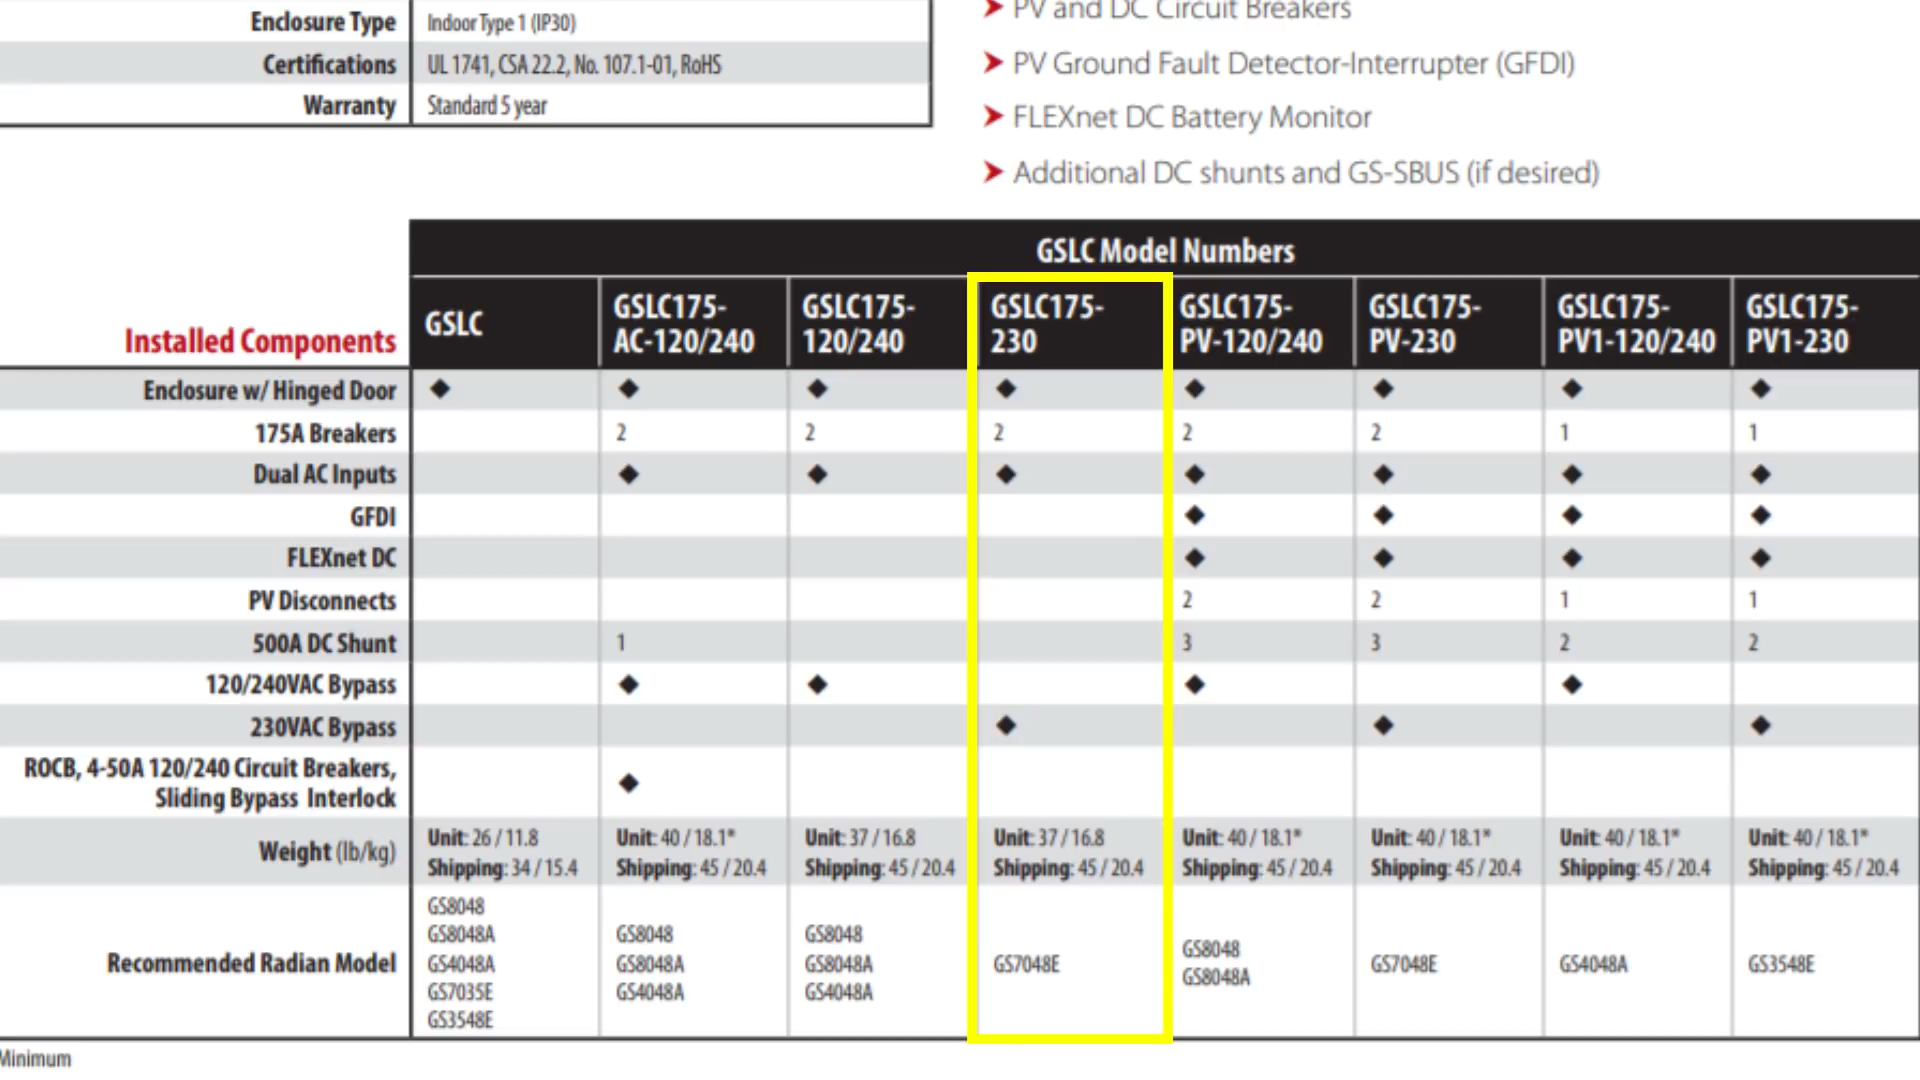 Enclosure Type Indoor Type 1 (IP30)
Certifications UL 1741, CSA 22.2, No. 107.1-01, RoHS
Warranty Standard 5 year
➤ PV and DC Circuit Breakers
➤ PV Ground Fault Detector-Interrupter (GFDI)
➤ FLEXnet DC Battery Monitor
➤ Additional DC shunts and GS-SBUS (if desired)
GSLC Model Numbers
Installed Components GSLC GSLC175-AC-120/240 GSLC175-120/240 GSLC175-230 GSLC175-PV-120/240 GSLC175-PV-230 GSLC175-PV1-120/240 GSLC175-PV1-230
Enclosure w/ Hinged Door ◆ ◆ ◆ ◆ ◆ ◆ ◆ ◆
175A Breakers 2 2 2 2 2 1 1
Dual AC Inputs ◆ ◆ ◆ ◆ ◆ ◆ ◆
GFDI ◆ ◆ ◆ ◆
FLEXnet DC ◆ ◆ ◆ ◆
PV Disconnects 2 2 1 1
500A DC Shunt 1 3 3 2 2
120/240VAC Bypass ◆ ◆ ◆ ◆
230VAC Bypass ◆ ◆ ◆
ROCB, 4-50A 120/240 Circuit Breakers,
Sliding Bypass Interlock ◆
Weight (lb/kg)
Unit: 26 / 11.8 Unit: 40 / 18.1* Unit: 37 / 16.8 Unit: 37 / 16.8 Unit: 40 / 18.1* Unit: 40 / 18.1* Unit: 40 / 18.1* Unit: 40 / 18.1*
Shipping: 34 / 15.4 Shipping: 45 / 20.4 Shipping: 45 / 20.4 Shipping: 45 / 20.4 Shipping: 45 / 20.4 Shipping: 45 / 20.4 Shipping: 45 / 20.4 Shipping: 45 / 20.4
Recommended Radian Model
GS8048
GS8048A
GS4048A
GS7035E
GS3548E
GS8048
GS8048A
GS4048A
GS8048
GS8048A
GS4048A
GS7048E
GS8048
GS8048A
GS7048E
GS4048A
GS3548E
Minimum